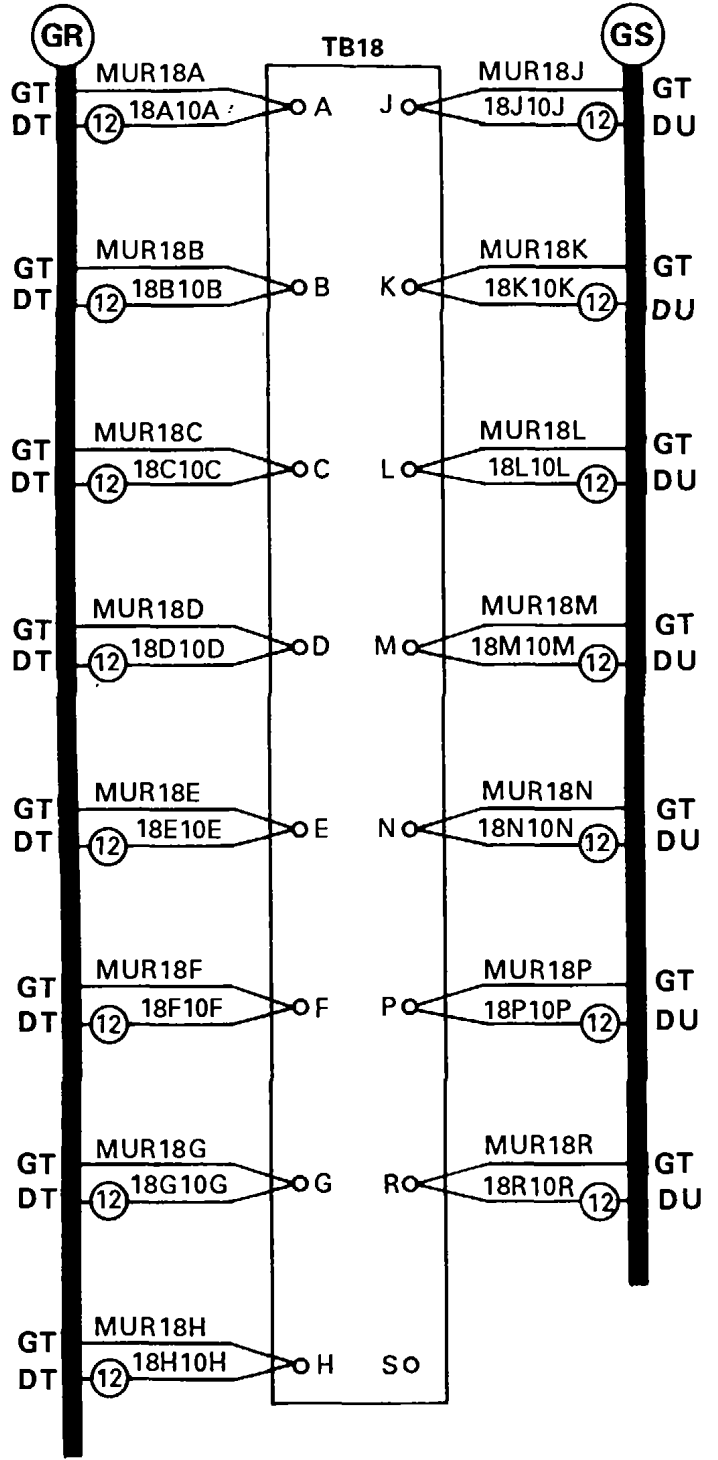 GR TB18 GS
GT MUR18A MUR18J GT
DT 12 18A10A A J 18J10J 12 DU
GT MUR18B MUR18K GT
DT 12 18B10B B K 18K10K 12 DU
GT MUR18C MUR18L GT
DT 12 18C10C C L 18L10L 12 DU
GT MUR18D MUR18M GT
DT 12 18D10D D M 18M10M 12 DU
GT MUR18E MUR18N GT
DT 12 18E10E E N 18N10N 12 DU
GT MUR18F MUR18P GT
DT 12 18F10F F P 18P10P 12 DU
GT MUR18G MUR18R GT
DT 12 18G10G G R 18R10R 12 DU
GT MUR18H
DT 12 18H10H H S